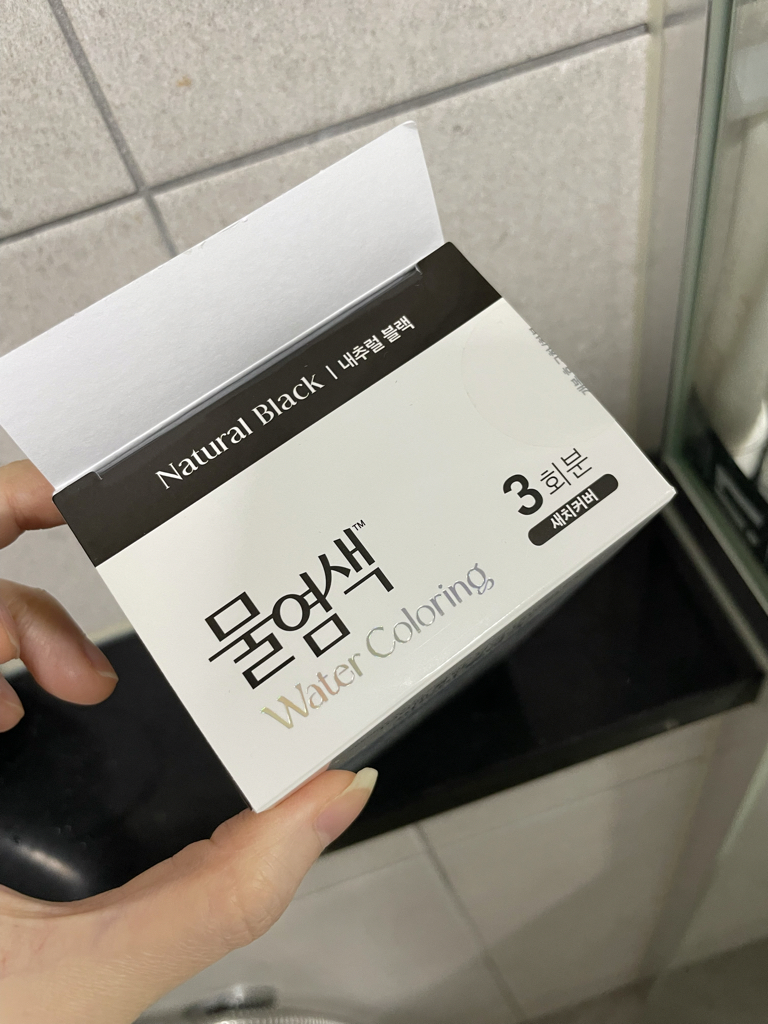 Natural Black | 내추럴 블랙
3회분
새치커버
물염색™
Water Coloring